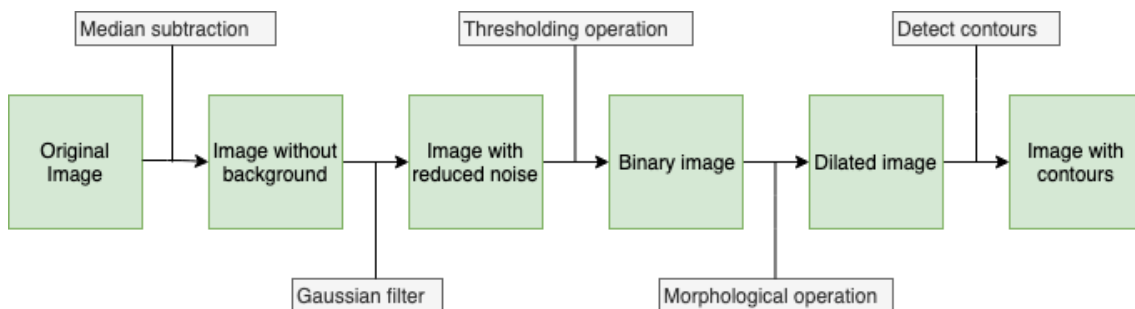 Median subtraction
Thresholding operation
Detect contours
Original
Image
Image without
background
Image with
reduced noise
Binary image
Dilated image
Image with
contours
Gaussian filter
Morphological operation